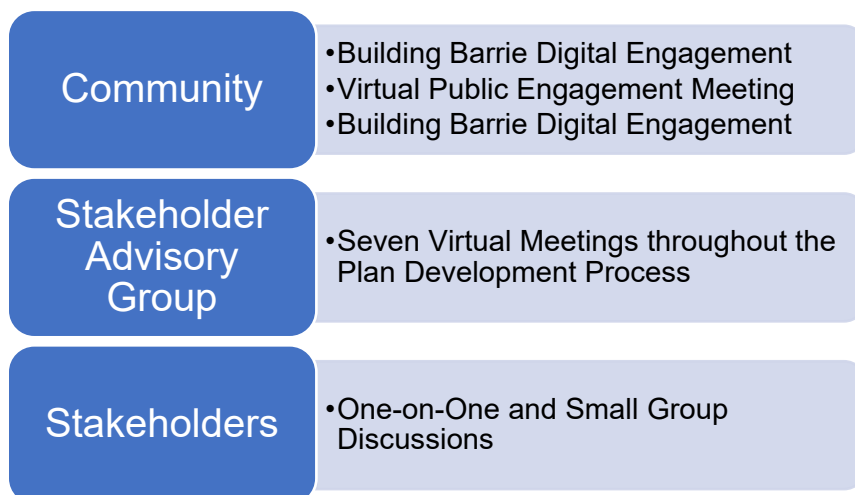 Community
•Building Barrie Digital Engagement
•Virtual Public Engagement Meeting
•Building Barrie Digital Engagement
Stakeholder
Advisory
Group
•Seven Virtual Meetings throughout the
Plan Development Process
Stakeholders
•One-on-One and Small Group
Discussions